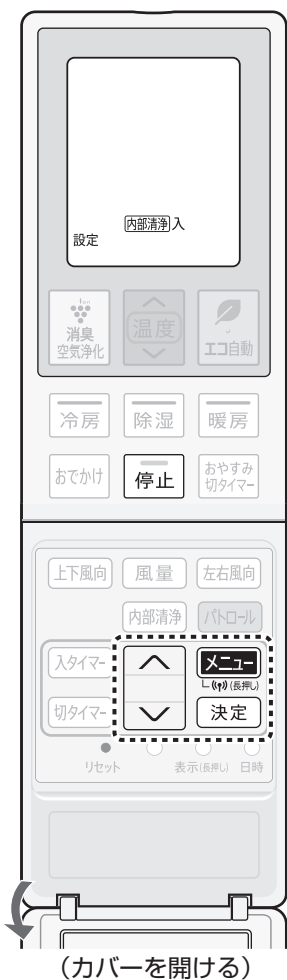 内部清浄 入
設定
Ion
消臭
空気浄化
温度
エコ自動
冷房
除湿
暖房
おでかけ
停止
おやすみ
切タイマー
上下風向
風量
左右風向
内部清浄
パトロール
入タイマー
メニュー
(長押し)
切タイマー
決定
リセット
表示(長押し)
日時
(カバーを開ける)